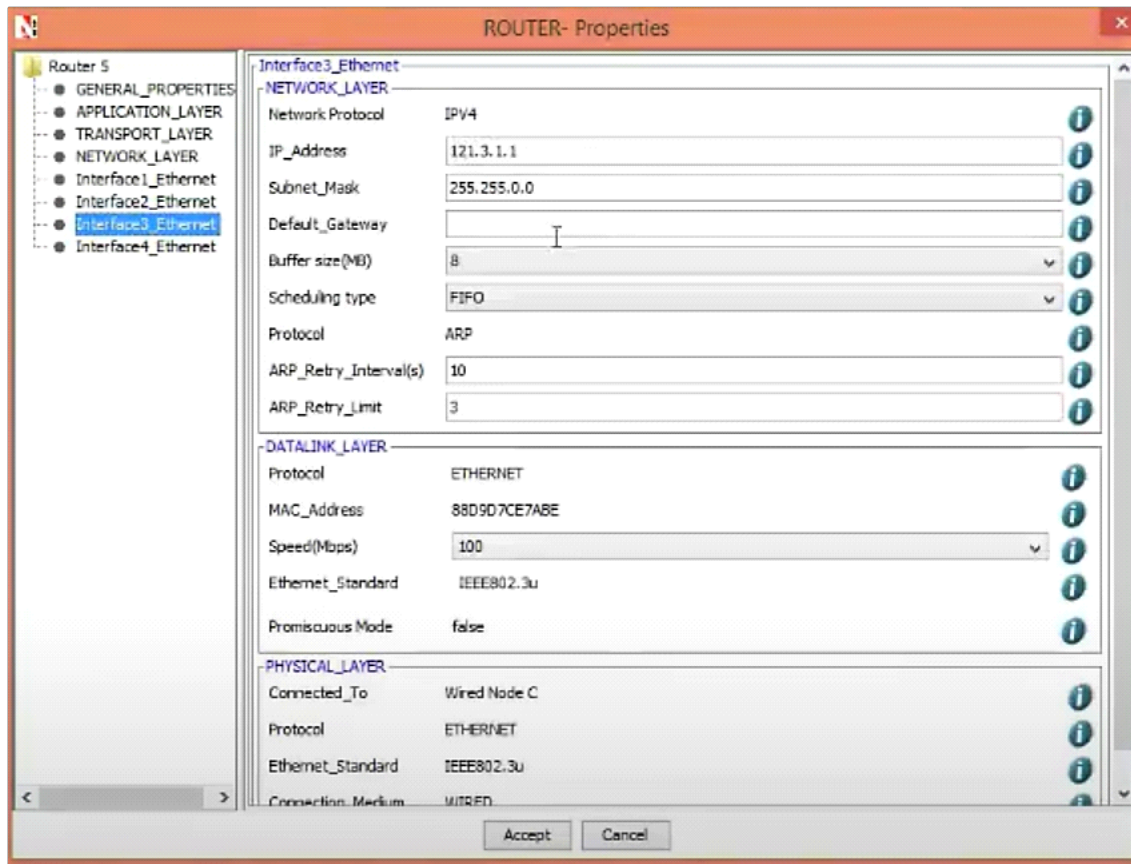 ROUTER- Properties
Router 5
GENERAL_PROPERTIES
APPLICATION_LAYER
TRANSPORT_LAYER
NETWORK_LAYER
Interface1_Ethernet
Interface2_Ethernet
Interface3_Ethernet
Interface4_Ethernet
Interface3_Ethernet
NETWORK_LAYER
Network Protocol IPV4
IP_Address 121.3.1.1
Subnet_Mask 255.255.0.0
Default_Gateway
Buffer size(MB) 8
Scheduling type FIFO
Protocol ARP
ARP_Retry_Interval(s) 10
ARP_Retry_Limit 3
DATALINK_LAYER
Protocol ETHERNET
MAC_Address 88D9D7CE7ABE
Speed(Mbps) 100
Ethernet_Standard IEEE802.3u
Promiscuous Mode false
PHYSICAL_LAYER
Connected_To Wired Node C
Protocol ETHERNET
Ethernet_Standard IEEE802.3u
Connection_Medium WIRED
Accept Cancel